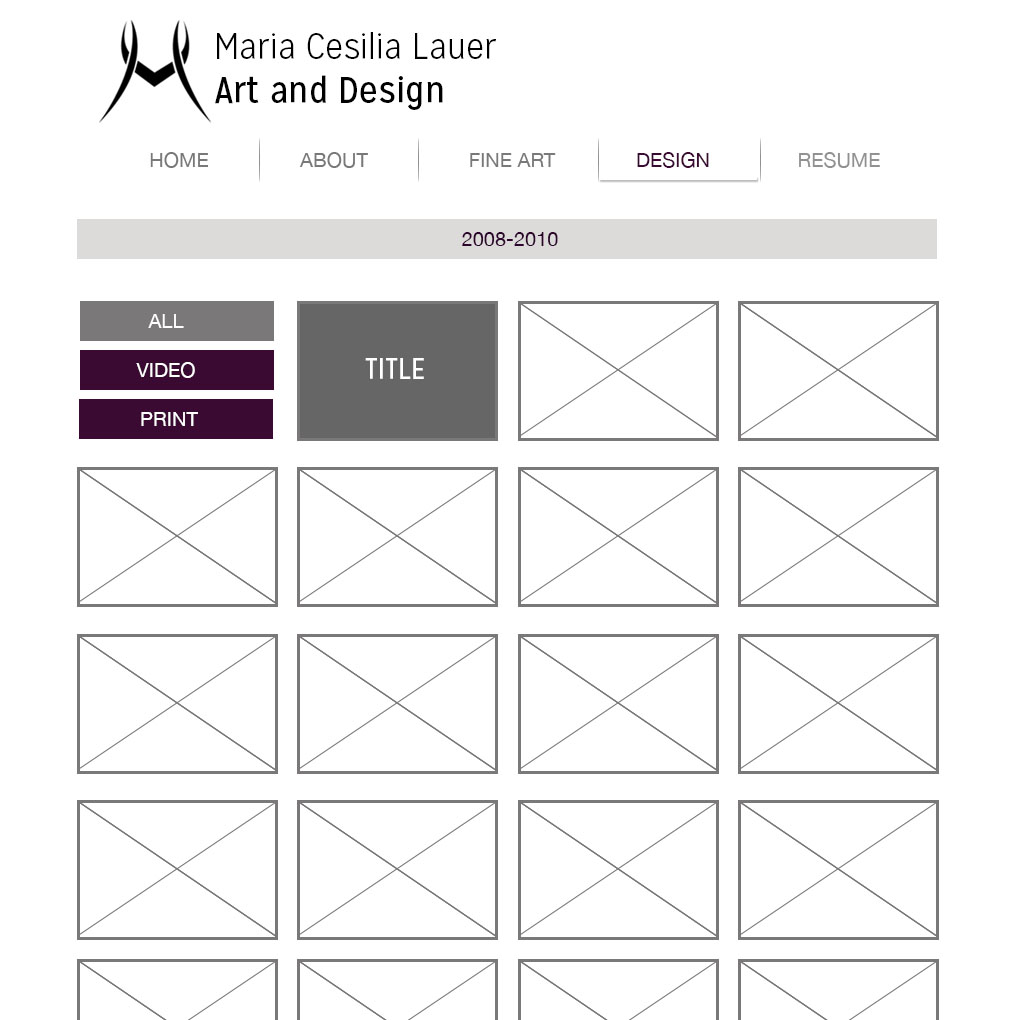 Maria Cesilia Lauer
Art and Design
HOME ABOUT FINE ART DESIGN RESUME
2008-2010
ALL
VIDEO
PRINT
TITLE